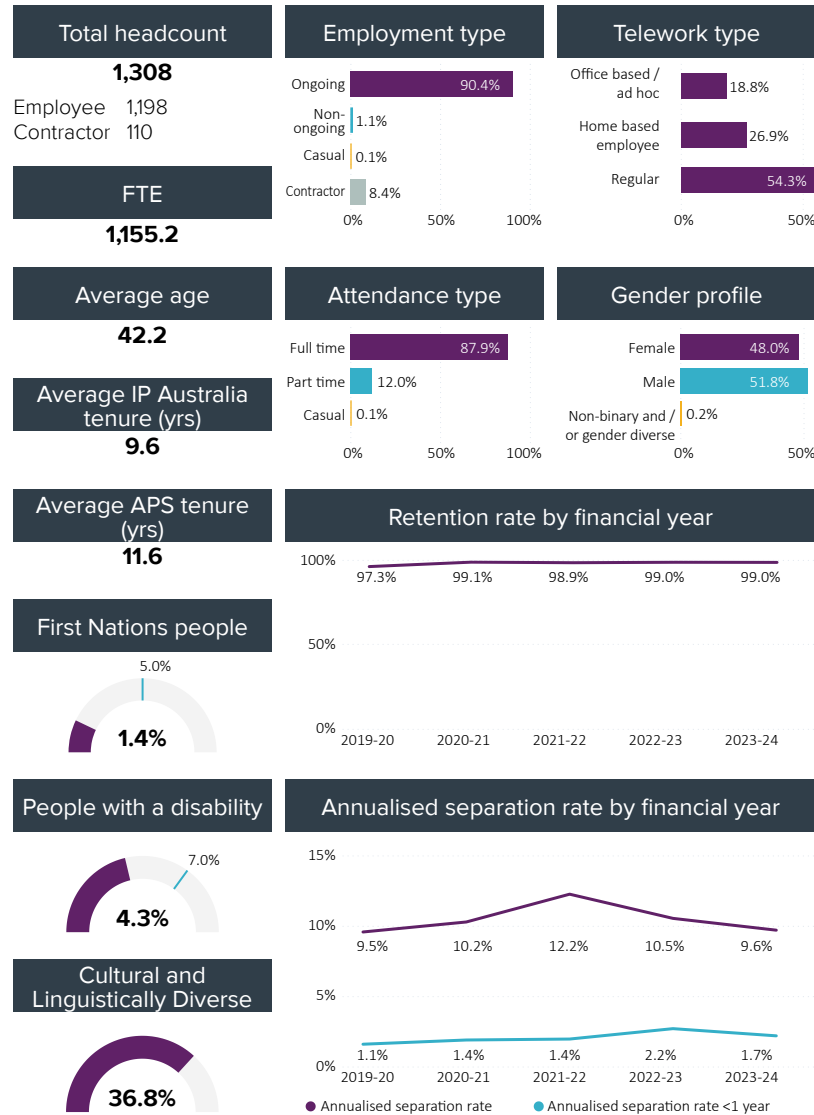 Total headcount
1,308
Employee 1,198
Contractor 110
FTE
1,155.2
Employment type
Ongoing 90.4%
Non-
ongoing 1.1%
Casual 0.1%
Contractor 8.4%
0% 50% 100%
Telework type
Office based /
ad hoc 18.8%
Home based
employee 26.9%
Regular 54.3%
0% 50%
Average age
42.2
Average IP Australia
tenure (yrs)
9.6
Attendance type
Full time 87.9%
Part time 12.0%
Casual 0.1%
0% 50% 100%
Gender profile
Female 48.0%
Male 51.8%
Non-binary and /
or gender diverse 0.2%
0% 50%
Average APS tenure
(yrs)
11.6
First Nations people
5.0%
1.4%
Retention rate by financial year
100%
97.3% 99.1% 98.9% 99.0% 99.0%
50%
0%
2019-20 2020-21 2021-22 2022-23 2023-24
People with a disability
7.0%
4.3%
Cultural and
Linguistically Diverse
36.8%
Annualised separation rate by financial year
15%
10%
9.5% 10.2% 12.2% 10.5% 9.6%
5%
1.1% 1.4% 1.4% 2.2% 1.7%
0%
2019-20 2020-21 2021-22 2022-23 2023-24
Annualised separation rate Annualised separation rate <1 year